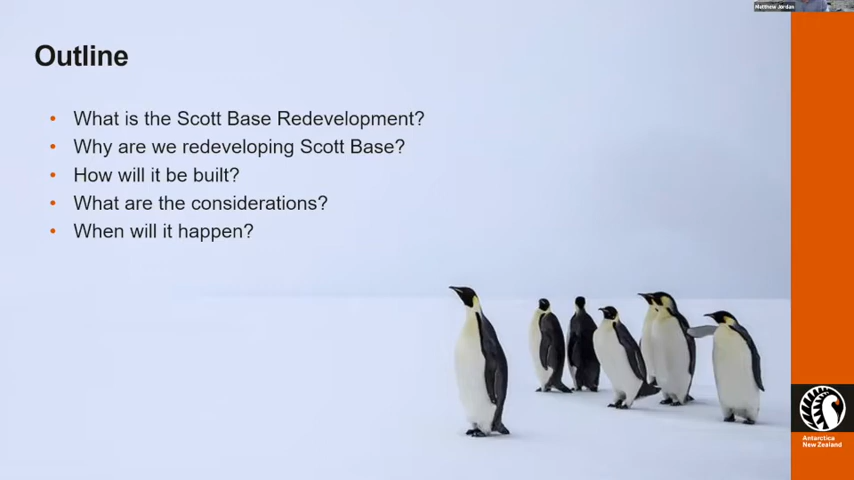 Matthew Jordan
Outline
• What is the Scott Base Redevelopment?
• Why are we redeveloping Scott Base?
• How will it be built?
• What are the considerations?
• When will it happen?
Antarctica
New Zealand